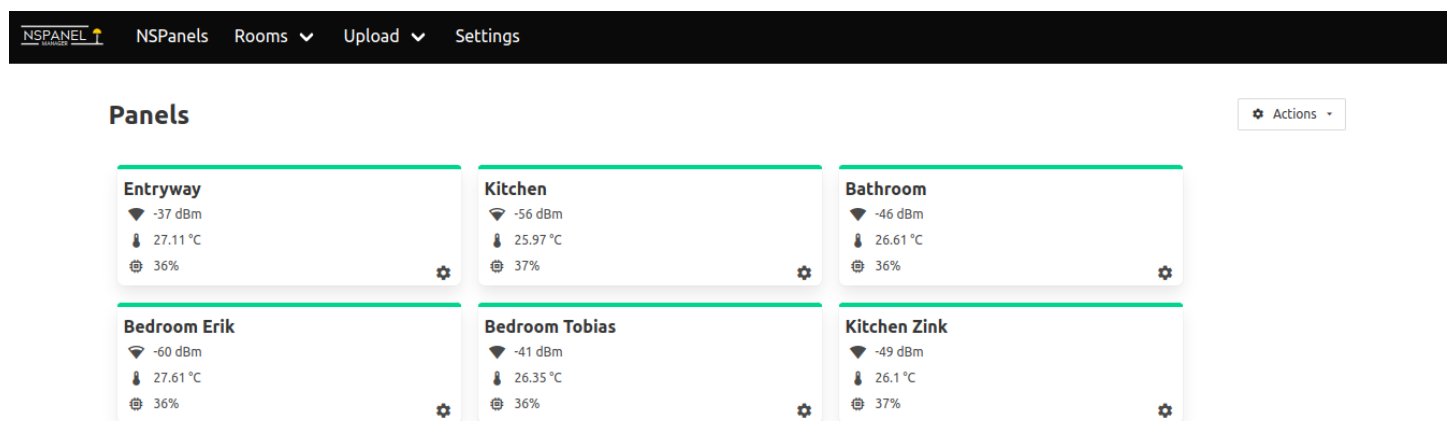 NSPANEL
MANAGER
NSPanels Rooms Upload Settings
Panels
Actions
Entryway
-37 dBm
27.11 °C
36%
Kitchen
-56 dBm
25.97 °C
37%
Bathroom
-46 dBm
26.61 °C
36%
Bedroom Erik
-60 dBm
27.61 °C
36%
Bedroom Tobias
-41 dBm
26.35 °C
36%
Kitchen Zink
-49 dBm
26.1 °C
37%